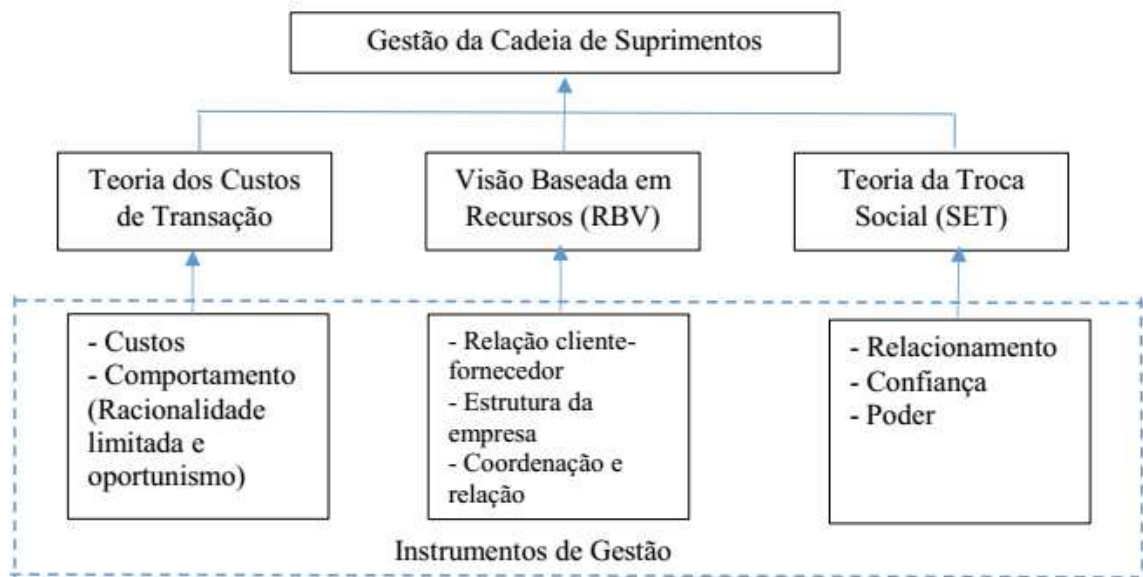 Gestão da Cadeia de Suprimentos
Teoria dos Custos
de Transação
Visão Baseada em
Recursos (RBV)
Teoria da Troca
Social (SET)
- Custos
- Comportamento
(Racionalidade
limitada e
oportunismo)
- Relação cliente-
fornecedor
- Estrutura da
empresa
- Coordenação e
relação
- Relacionamento
- Confiança
- Poder
Instrumentos de Gestão